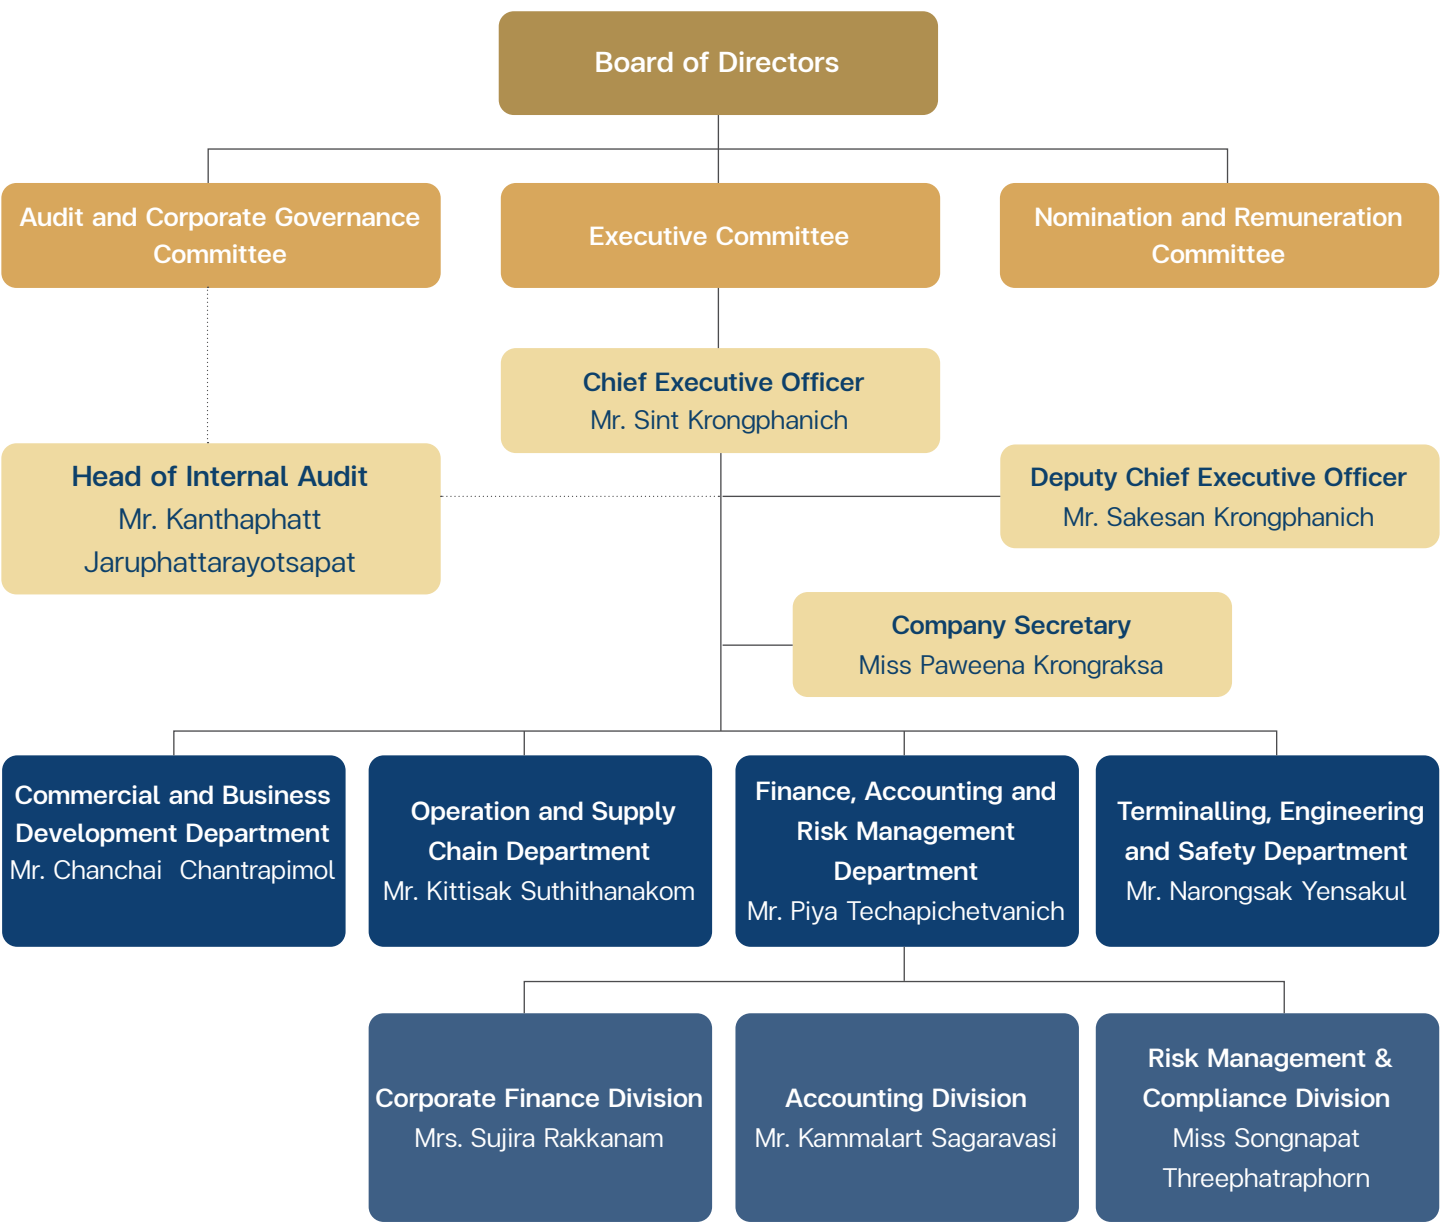 Board of Directors
Audit and Corporate Governance
Committee
Executive Committee
Nomination and Remuneration
Committee
Chief Executive Officer
Mr. Sint Krongphanich
Head of Internal Audit
Mr. Kanthaphatt
Jaruphattarayotsapat
Deputy Chief Executive Officer
Mr. Sakesan Krongphanich
Company Secretary
Miss Paweena Krongraksa
Commercial and Business
Development Department
Mr. Chanchai Chantrapimol
Operation and Supply
Chain Department
Mr. Kittisak Suthithanakom
Finance, Accounting and
Risk Management
Department
Mr. Piya Techapichetvanich
Terminalling, Engineering
and Safety Department
Mr. Narongsak Yensakul
Corporate Finance Division
Mrs. Sujira Rakkanam
Accounting Division
Mr. Kammalart Sagaravasi
Risk Management &
Compliance Division
Miss Songnapat
Threephatraphorn